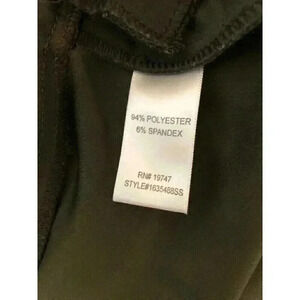 94% POLYESTER
6% SPANDEX
RN# 19747
STYLE#1635488SS